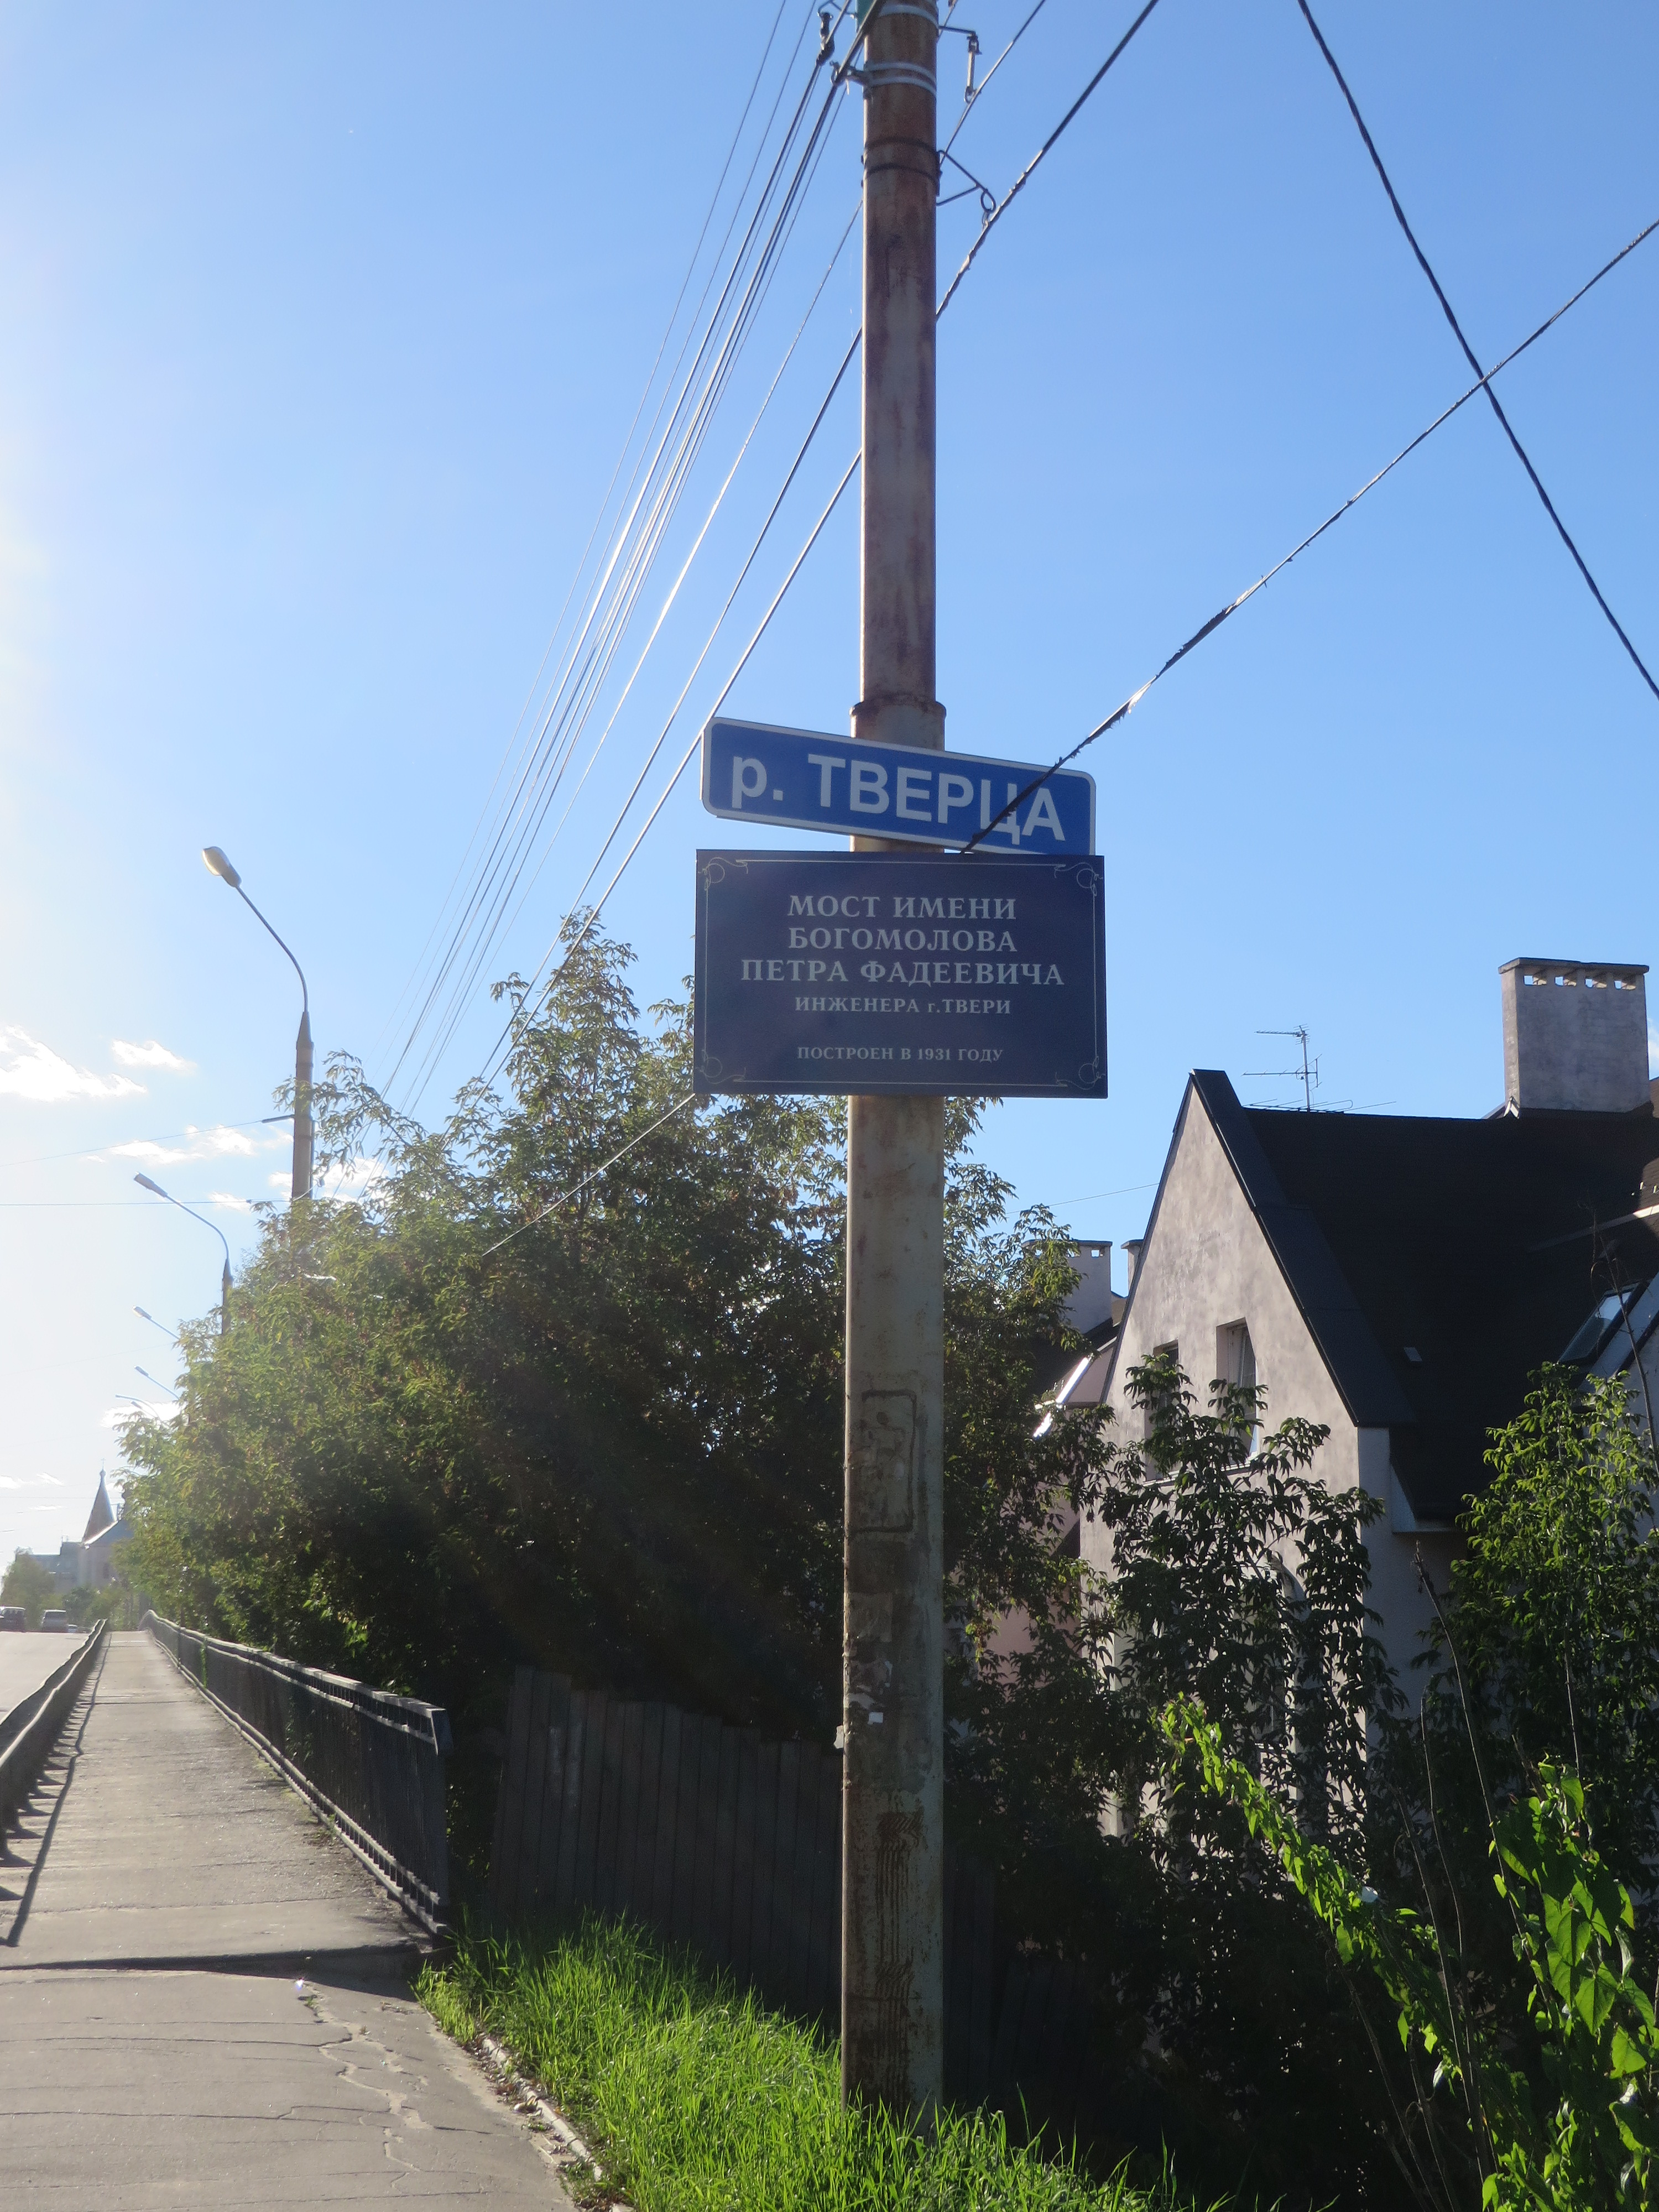 р. ТВЕРЦА
МОСТ ИМЕНИ
БОГОМОЛОВА
ПЕТРА ФАДЕЕВИЧА
ИНЖЕНЕРА г.ТВЕРИ
ПОСТРОЕН В 1931 ГОДУ